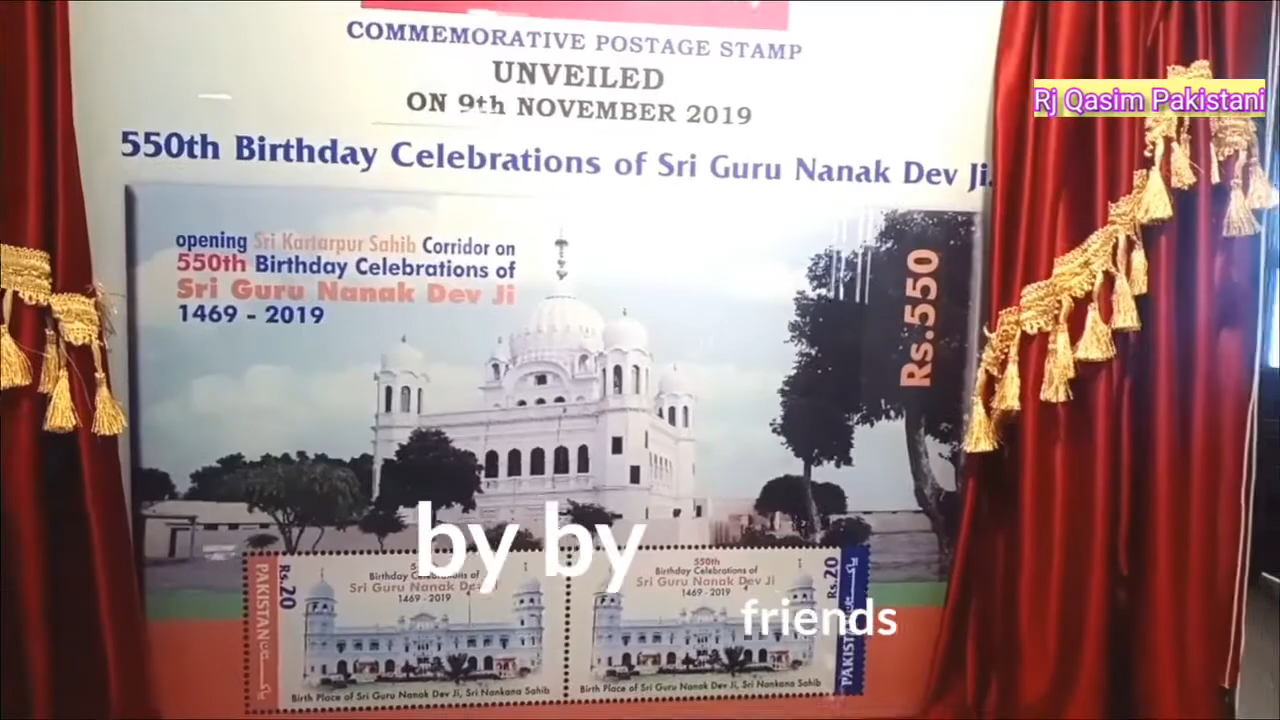 COMMEMORATIVE POSTAGE STAMP
UNVEILED
ON 9th NOVEMBER 2019
Rj Qasim Pakistani
550th Birthday Celebrations of Sri Guru Nanak Dev Ji.
opening Sri Kartarpur Sahib Corridor on
550th Birthday Celebrations of
Sri Guru Nanak Dev Ji
1469 - 2019
Rs.550
by by
friends
PAKISTAN
Rs.20
Birthday Celebrations of
Sri Guru Nanak De
1469 - 2019
Birth Place of Sri Guru Nanak Dev Ji, Sri Nankana Sahib
550th
Birthday Celebrations of
Sri Guru Nanak Dev Ji
1469 - 2019
Rs.20
PAKISTAN
Birth Place of Sri Guru Nanak Dev Ji, Sri Nankana Sahib